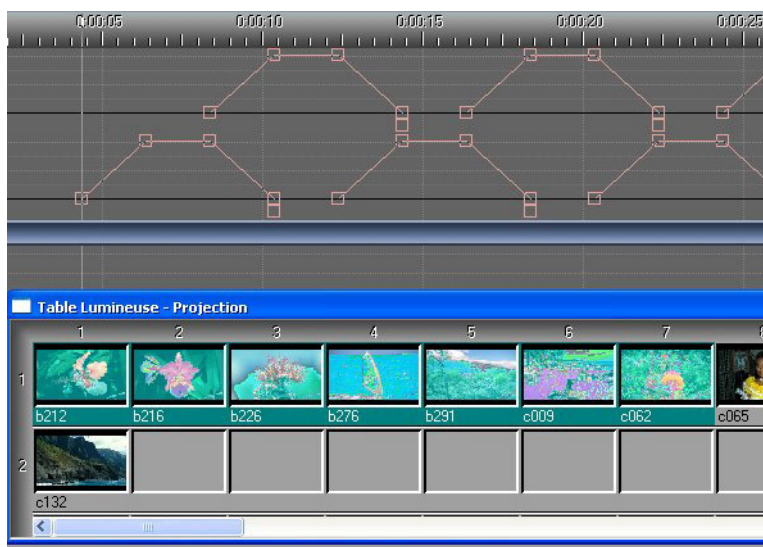 0:00:05 0:00:10 0:00:15 0:00:20 0:00:25
Table Lumineuse - Projection
1 2 3 4 5 6 7
1
b212 b216 b226 b276 b291 c009 c062 c065
2
c132